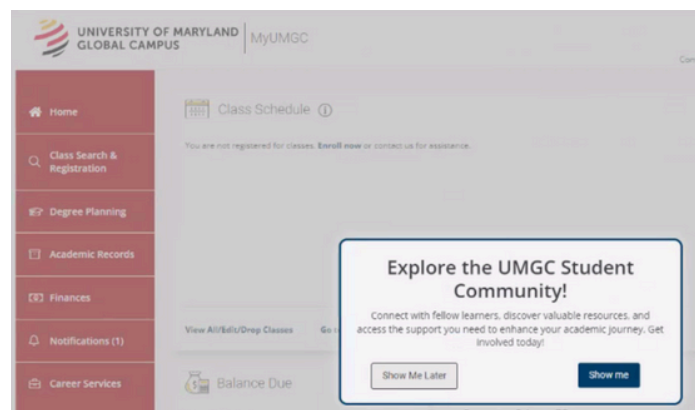 UNIVERSITY OF MARYLAND
GLOBAL CAMPUS
MyUMGC
Home
Class Search &
Registration
Degree Planning
Academic Records
Finances
Notifications (1)
Career Services
Class Schedule
You are not registered for classes. Enroll now or contact us for assistance.
View All/Edit/Drop Classes
Balance Due
Explore the UMGC Student
Community!
Connect with fellow learners, discover valuable resources, and
access the support you need to enhance your academic journey. Get
involved today!
Show Me Later
Show me